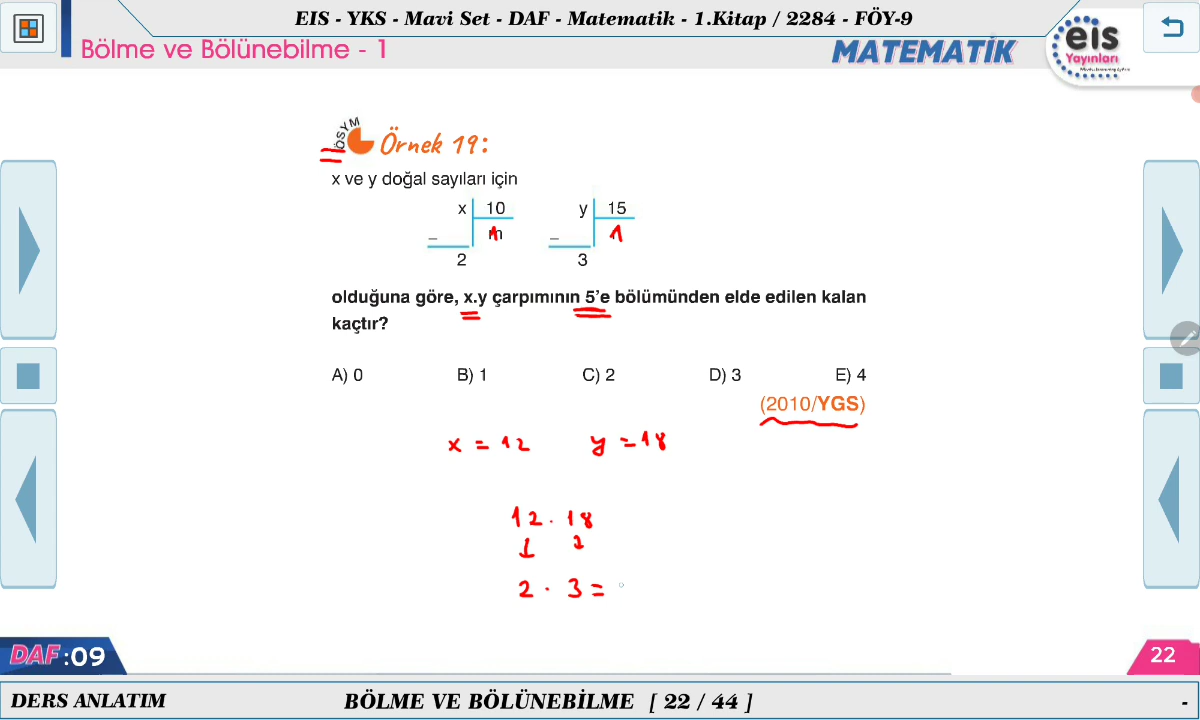 EIS - YKS - Mavi Set - DAF - Matematik - 1.Kitap / 2284 - FÖY-9
Bölme ve Bölünebilme - 1
MATEMATİK
eis
Yayınları
ÖSYM
Örnek 19:
x ve y doğal sayıları için
x 10 y 15
– m – 1
2 3
olduğuna göre, x.y çarpımının 5'e bölümünden elde edilen kalan
kaçtır?
A) 0 B) 1 C) 2 D) 3 E) 4
(2010/YGS)
x = 12 y = 18
12 . 18
2 . 3 =
DAF :09
22
DERS ANLATIM BÖLME VE BÖLÜNEBİLME [ 22 / 44 ] -